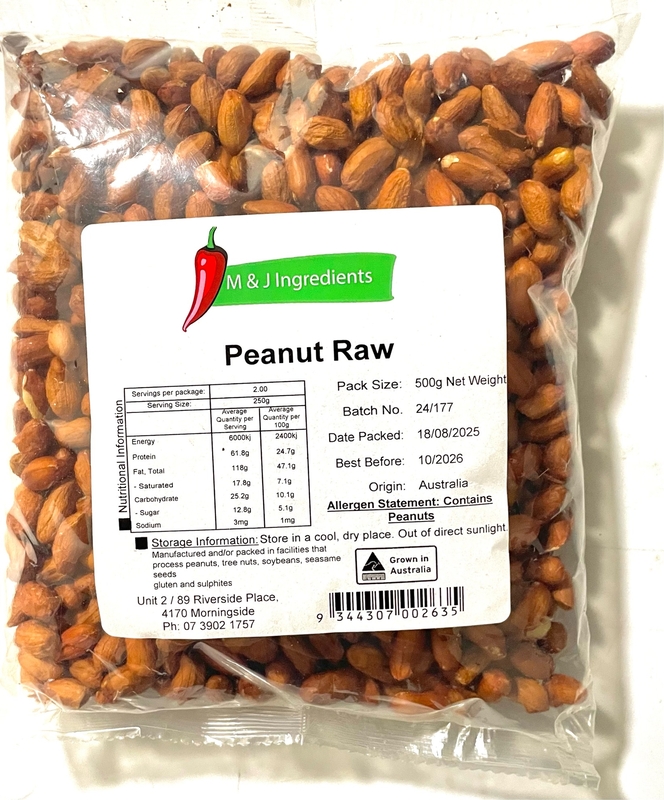 M & J Ingredients
Peanut Raw
Nutritional Information
Servings per package: 2.00
Serving Size: 250g
Average Quantity per Serving Average Quantity per 100g
Energy 6000kj 2400kj
Protein 61.8g 24.7g
Fat, Total 118g 47.1g
- Saturated 17.8g 7.1g
Carbohydrate 25.2g 10.1g
- Sugar 12.8g 5.1g
Sodium 3mg 1mg
Pack Size: 500g Net Weight
Batch No. 24/177
Date Packed: 18/08/2025
Best Before: 10/2026
Origin: Australia
Allergen Statement: Contains
Peanuts
Storage Information: Store in a cool, dry place. Out of direct sunlight.
Manufactured and/or packed in facilities that
process peanuts, tree nuts, soybeans, seasame
seeds
gluten and sulphites
Grown in
Australia
Unit 2 / 89 Riverside Place,
4170 Morningside
Ph: 07 3902 1757
9 344307 002635